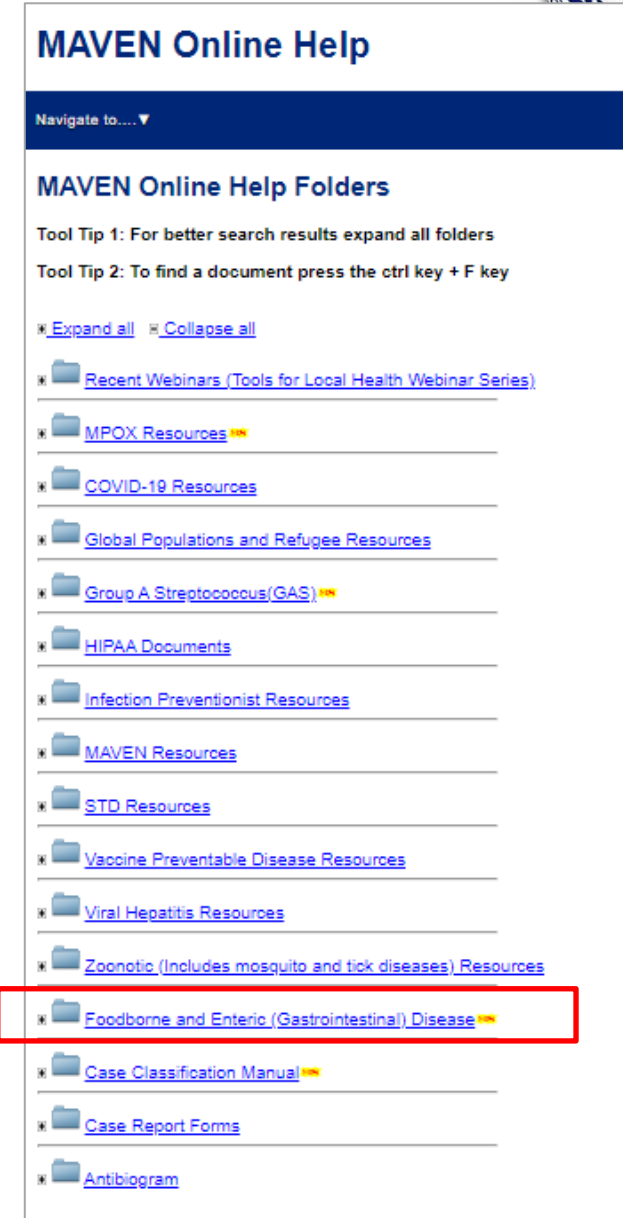 MAVEN Online Help
Navigate to....▼
MAVEN Online Help Folders
Tool Tip 1: For better search results expand all folders
Tool Tip 2: To find a document press the ctrl key + F key
Expand all Collapse all
Recent Webinars (Tools for Local Health Webinar Series)
MPOX Resources
COVID-19 Resources
Global Populations and Refugee Resources
Group A Streptococcus(GAS)
HIPAA Documents
Infection Preventionist Resources
MAVEN Resources
STD Resources
Vaccine Preventable Disease Resources
Viral Hepatitis Resources
Zoonotic (Includes mosquito and tick diseases) Resources
Foodborne and Enteric (Gastrointestinal) Disease
Case Classification Manual
Case Report Forms
Antibiogram